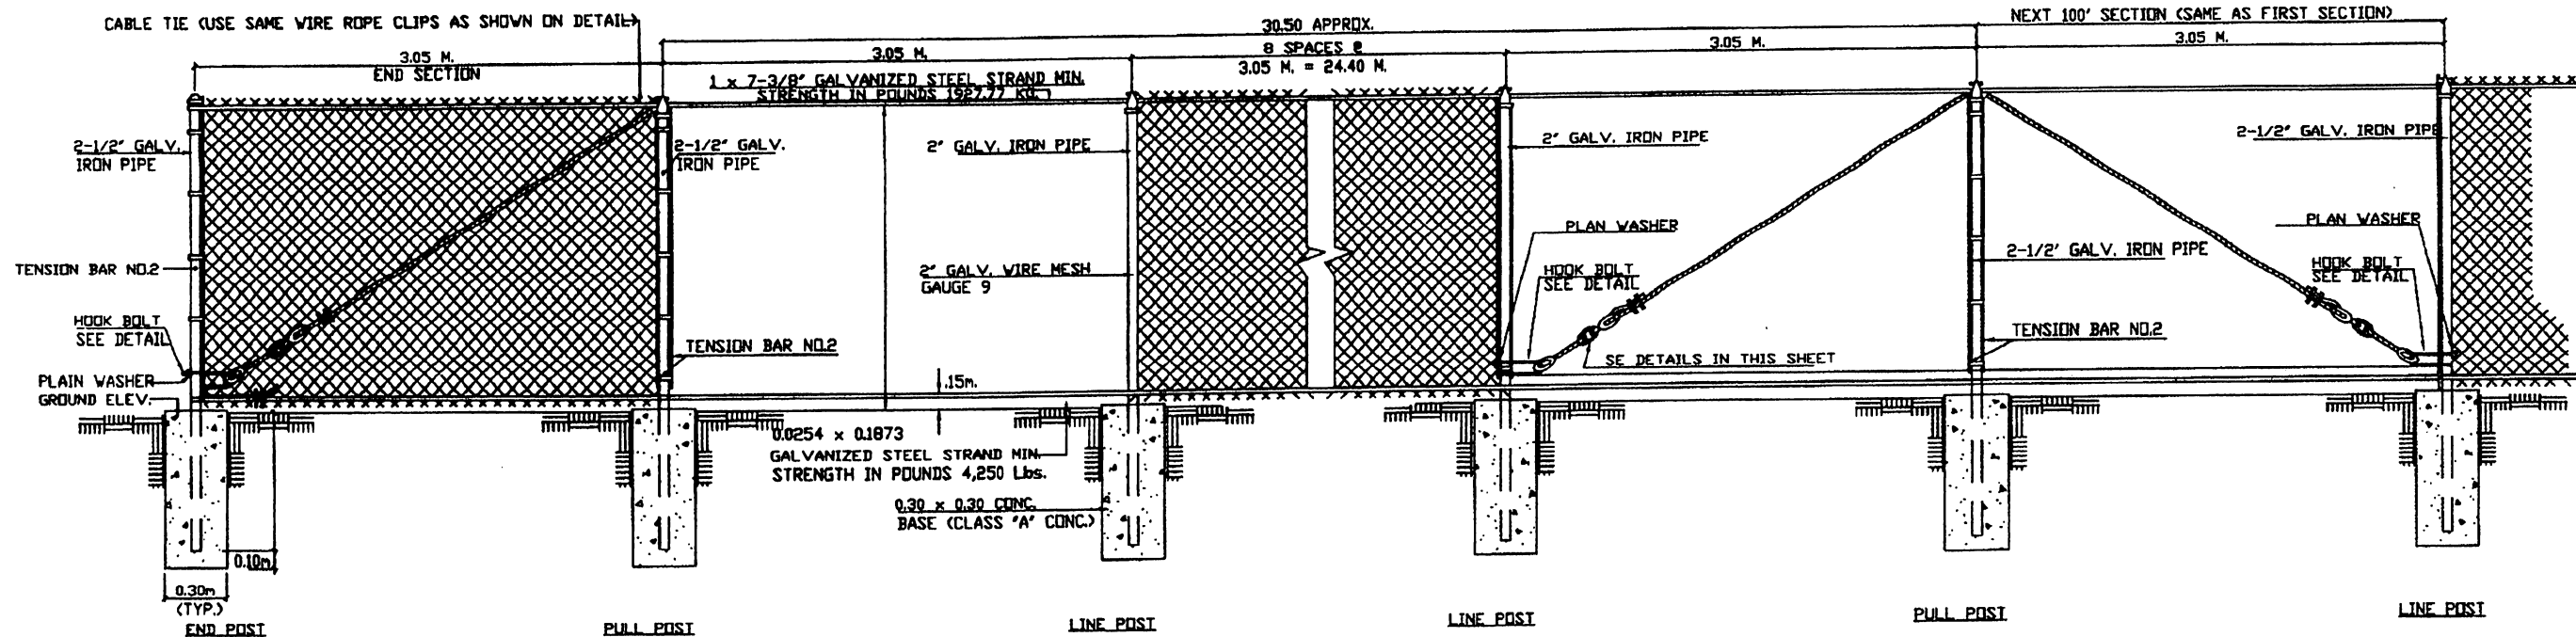 CABLE TIE (USE SAME WIRE ROPE CLIPS AS SHOWN ON DETAIL)
30.50 APPROX.
NEXT 100' SECTION (SAME AS FIRST SECTION)
3.05 M.
END SECTION
3.05 M.
8 SPACES @
3.05 M. = 24.40 M.
3.05 M.
3.05 M.
1 x 7-3/8" GALVANIZED STEEL STRAND MIN.
STRENGTH IN POUNDS 1927.77 KG.
2-1/2" GALV.
IRON PIPE
2-1/2" GALV.
IRON PIPE
2" GALV. IRON PIPE
2" GALV. IRON PIPE
2-1/2" GALV. IRON PIPE
PLAN WASHER
PLAN WASHER
TENSION BAR NO.2
2" GALV. WIRE MESH
GAUGE 9
HOOK BOLT
SEE DETAIL
2-1/2" GALV. IRON PIPE
HOOK BOLT
SEE DETAIL
HOOK BOLT
SEE DETAIL
TENSION BAR NO.2
TENSION BAR NO.2
SE DETAILS IN THIS SHEET
PLAIN WASHER
GROUND ELEV.
.15m.
0.0254 x 0.1873
GALVANIZED STEEL STRAND MIN.
STRENGTH IN POUNDS 4,250 Lbs.
0.30 x 0.30 CONC.
BASE (CLASS "A" CONC.)
0.10m
0.30m
(TYP.)
END POST
PULL POST
LINE POST
LINE POST
PULL POST
LINE POST